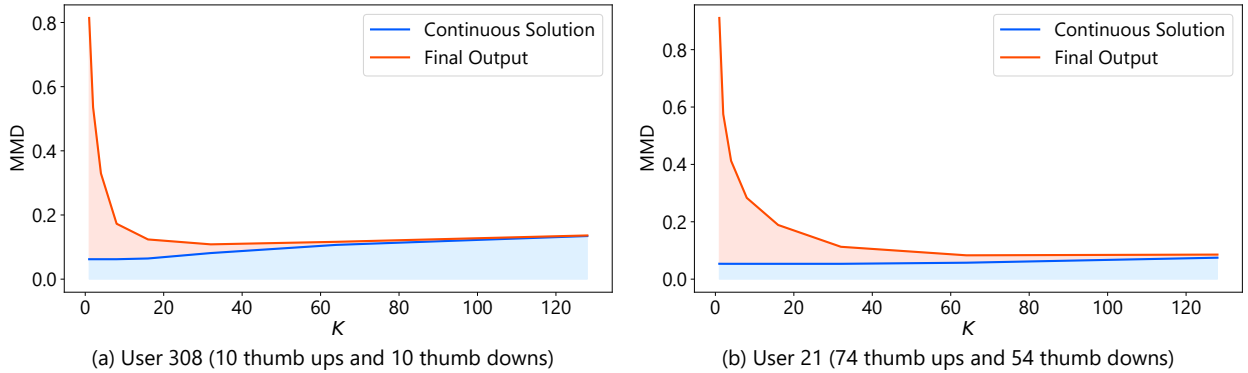 0.8
0.6
0.4
0.2
0.0
MMD
0 20 40 60 80 100 120
K
Continuous Solution
Final Output
(a) User 308 (10 thumb ups and 10 thumb downs)
0.8
0.6
0.4
0.2
0.0
MMD
0 20 40 60 80 100 120
K
Continuous Solution
Final Output
(b) User 21 (74 thumb ups and 54 thumb downs)